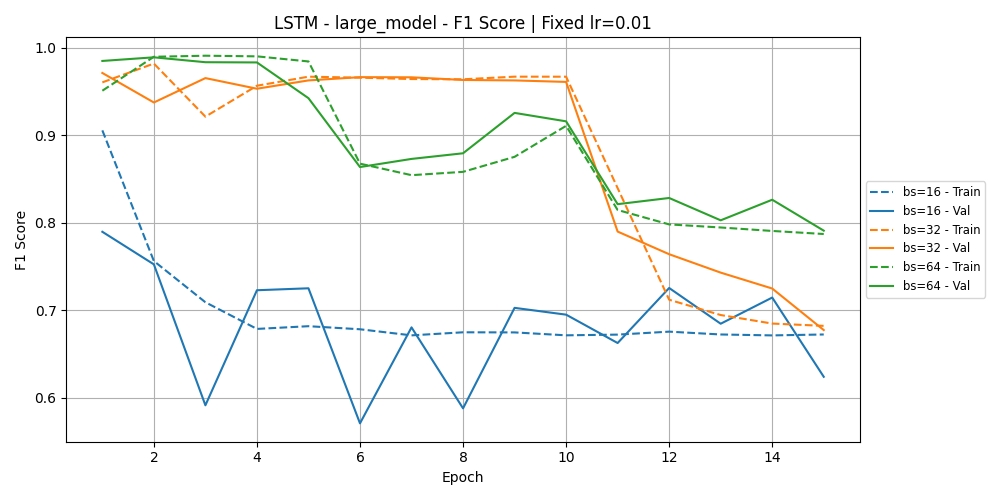 LSTM - large_model - F1 Score | Fixed lr=0.01
F1 Score
1.0
0.9
0.8
0.7
0.6
2 4 6 8 10 12 14
Epoch
bs=16 - Train
bs=16 - Val
bs=32 - Train
bs=32 - Val
bs=64 - Train
bs=64 - Val